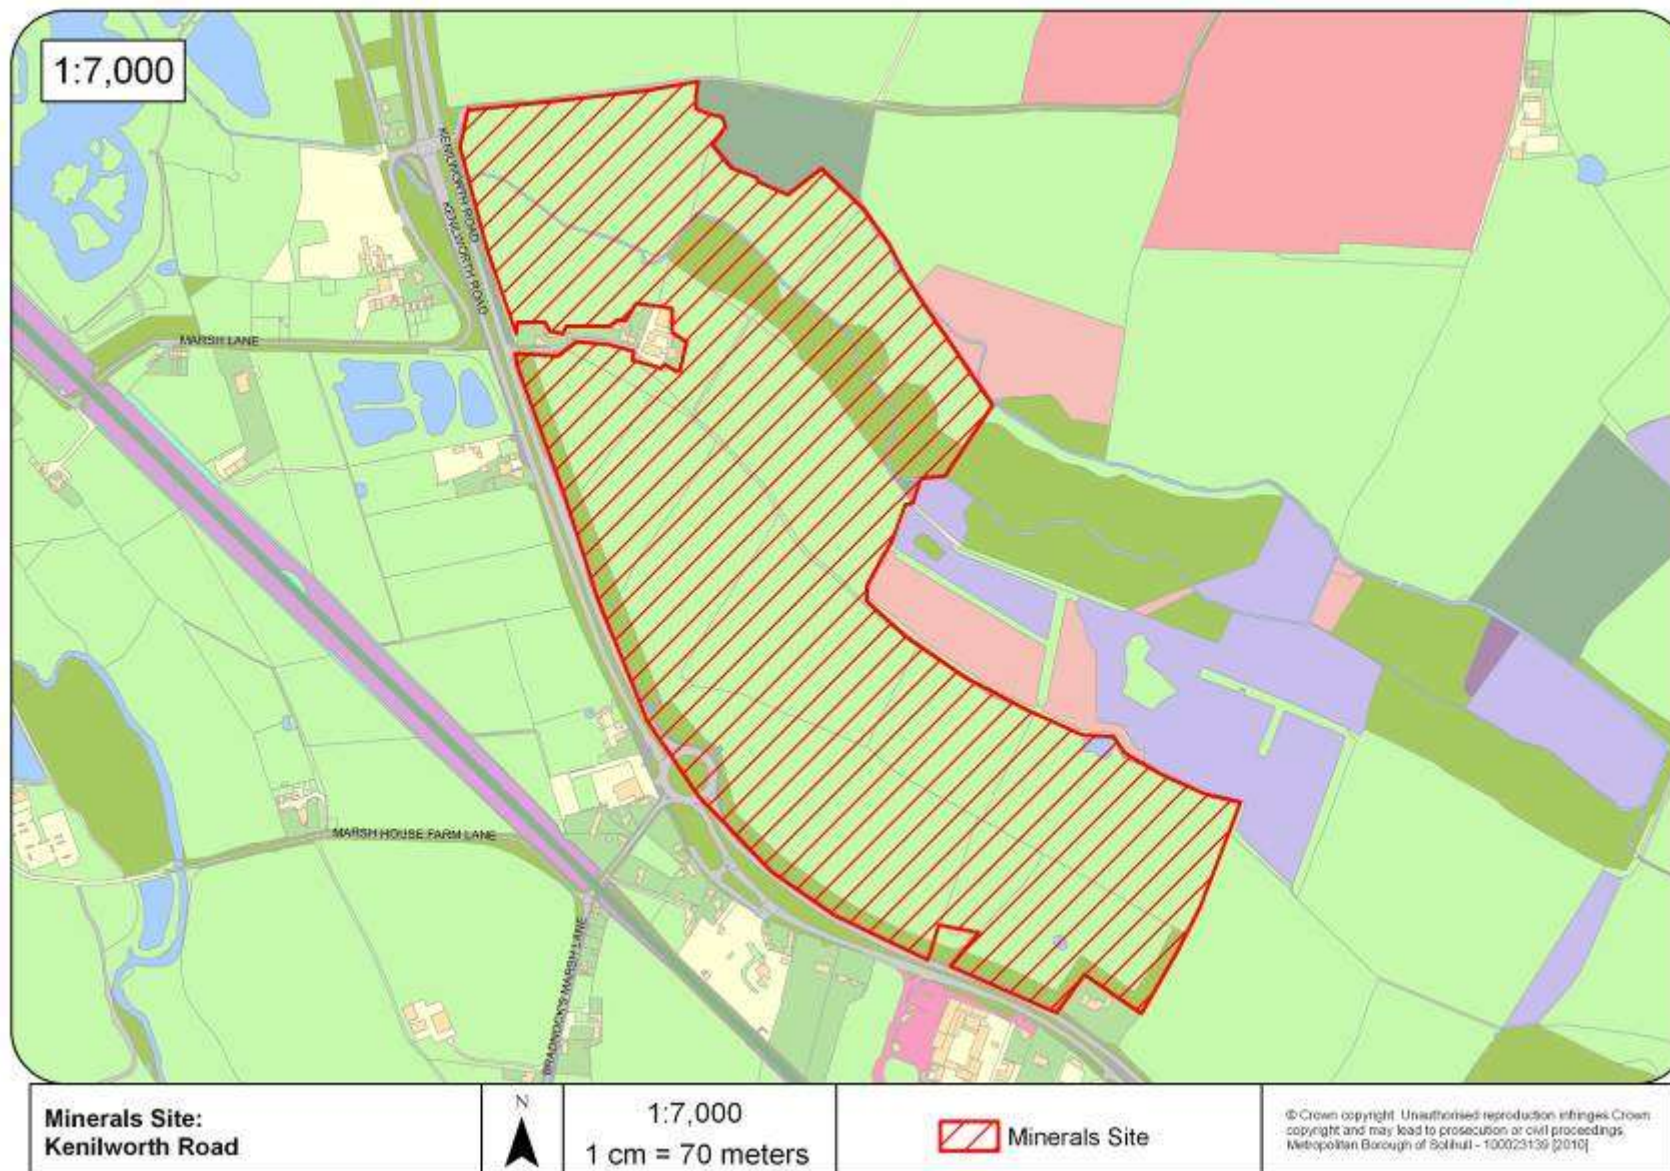 1:7,000
KENILWORTH ROAD
KENILWORTH ROAD
MARSH LANE
MARSH HOUSE FARM LANE
BRADNOCK'S MARSH LANE
Minerals Site:
Kenilworth Road
N
1:7,000
1 cm = 70 meters
Minerals Site
© Crown copyright. Unauthorised reproduction infringes Crown
copyright and may lead to prosecution or civil proceedings.
Metropolitan Borough of Solihull - 100023139 [2010]